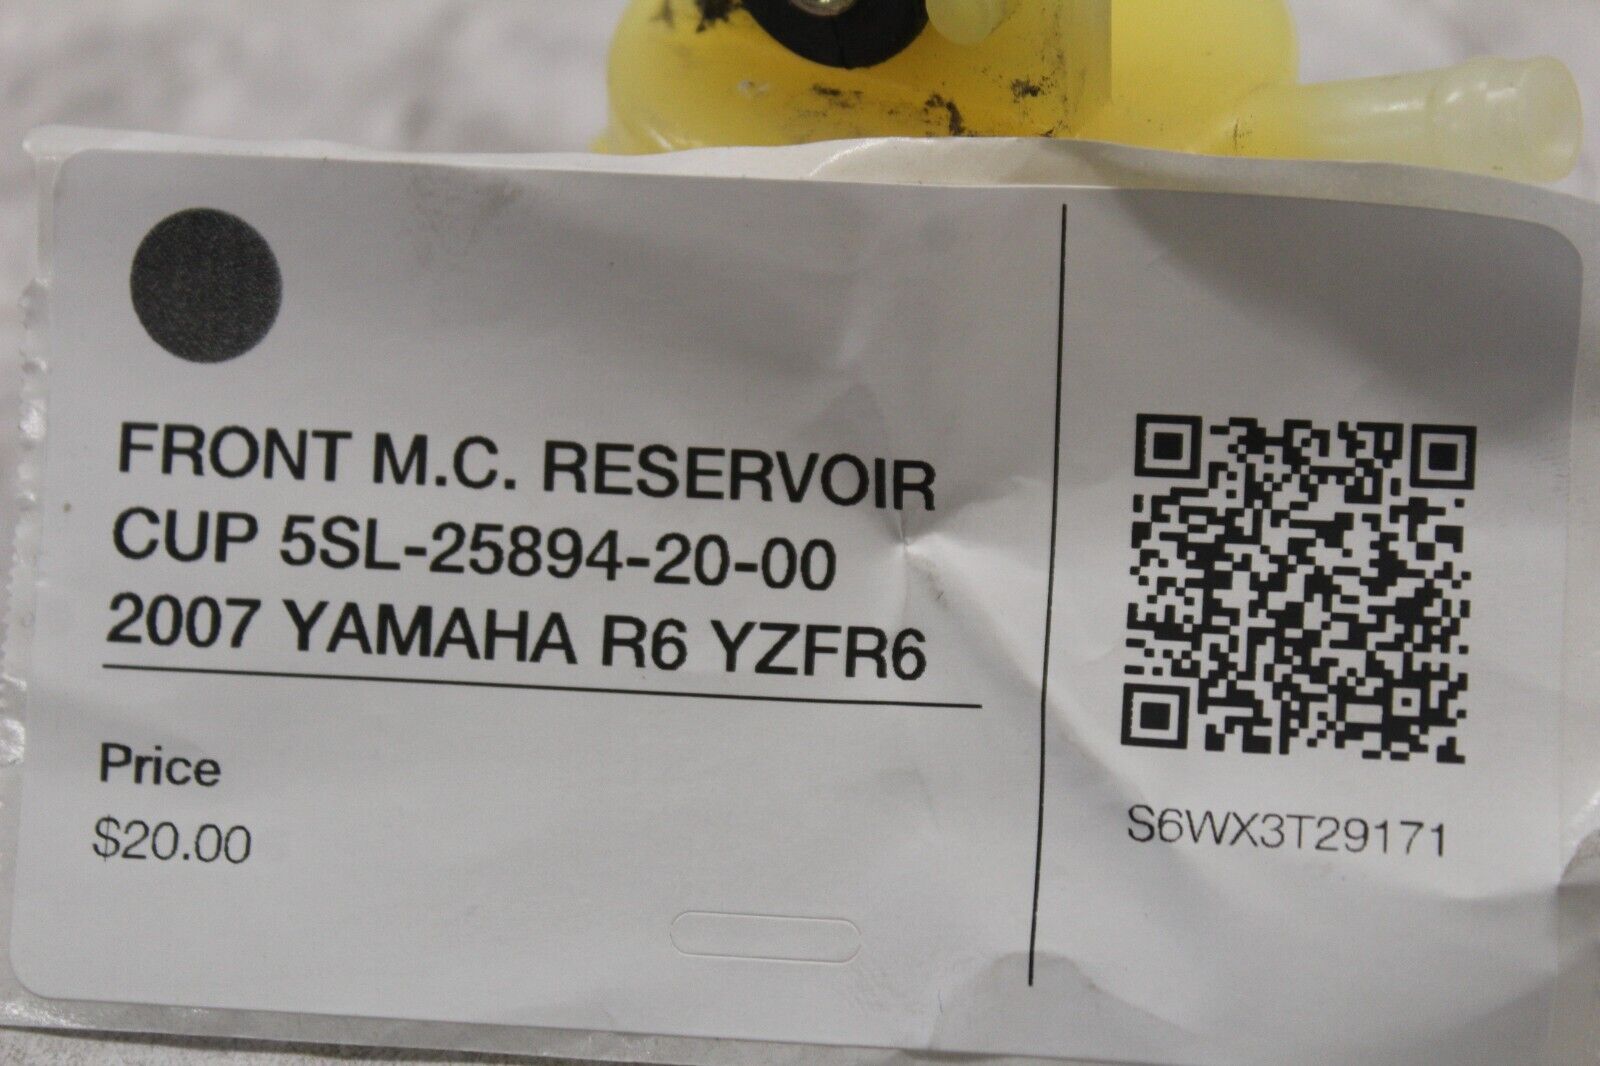 FRONT M.C. RESERVOIR
CUP 5SL-25894-20-00
2007 YAMAHA R6 YZFR6
Price
$20.00
S6WX3T29171